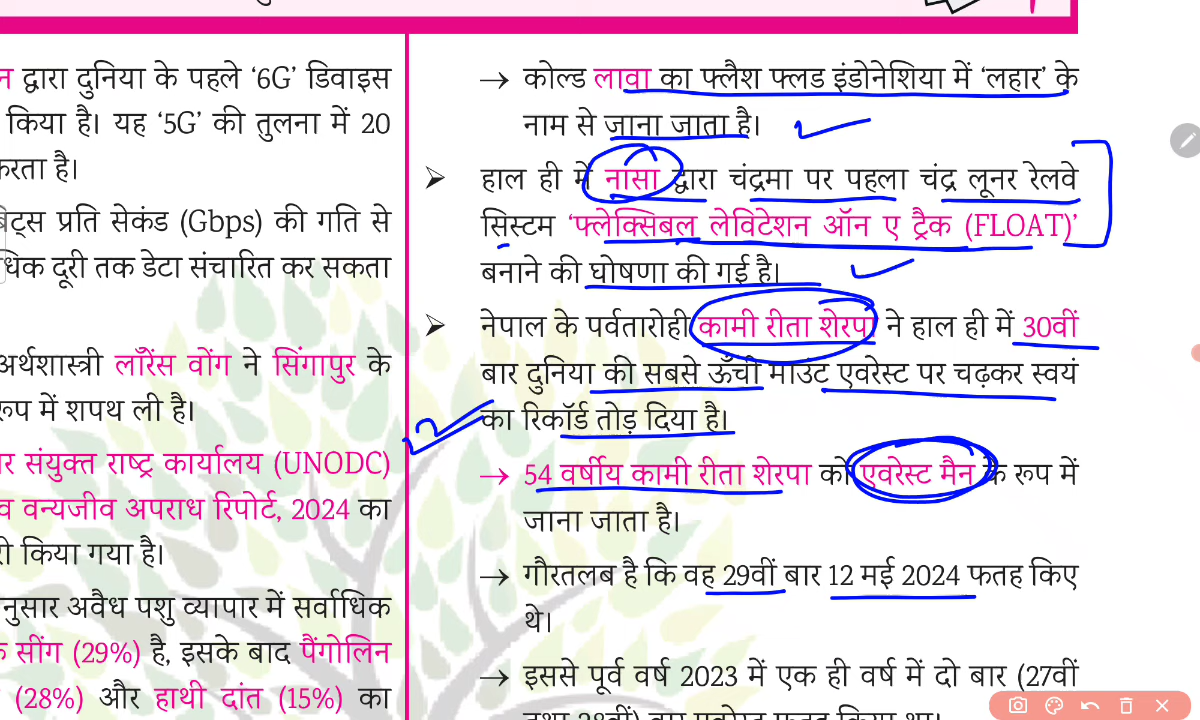 न द्वारा दुनिया के पहले ‘6G’ डिवाइस
किया है। यह ‘5G’ की तुलना में 20
करता है।
बिट्स प्रति सेकंड (Gbps) की गति से
धिक दूरी तक डेटा संचारित कर सकता
अर्थशास्त्री लॉरेंस वोंग ने सिंगापुर के
रूप में शपथ ली है।
र संयुक्त राष्ट्र कार्यालय (UNODC)
व वन्यजीव अपराध रिपोर्ट, 2024 का
री किया गया है।
नुसार अवैध पशु व्यापार में सर्वाधिक
के सींग (29%) है, इसके बाद पैंगोलिन
(28%) और हाथी दांत (15%) का
→ कोल्ड लावा का फ्लैश फ्लड इंडोनेशिया में ‘लहार’ के
नाम से जाना जाता है।
➢ हाल ही में नासा द्वारा चंद्रमा पर पहला चंद्र लूनर रेलवे
सिस्टम ‘फ्लेक्सिबल लेविटेशन ऑन ए ट्रैक (FLOAT)’
बनाने की घोषणा की गई है।
➢ नेपाल के पर्वतारोही कामी रीता शेरपा ने हाल ही में 30वीं
बार दुनिया की सबसे ऊँची माउंट एवरेस्ट पर चढ़कर स्वयं
का रिकॉर्ड तोड़ दिया है।
→ 54 वर्षीय कामी रीता शेरपा को एवरेस्ट मैन के रूप में
जाना जाता है।
→ गौरतलब है कि वह 29वीं बार 12 मई 2024 फतह किए
थे।
→ इससे पूर्व वर्ष 2023 में एक ही वर्ष में दो बार (27वीं